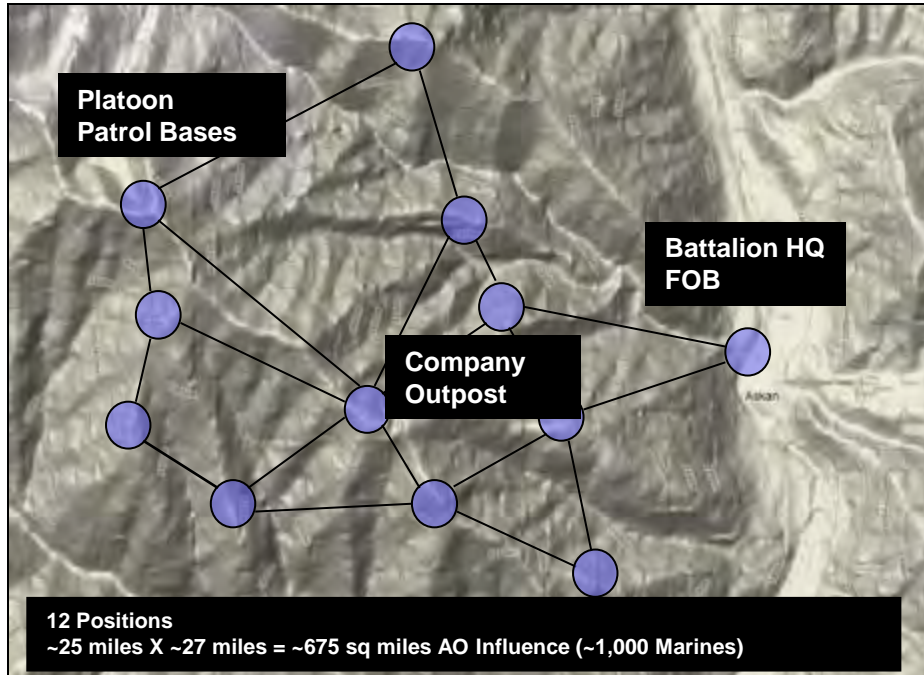 Platoon
Patrol Bases
Battalion HQ
FOB
Company
Outpost
Askan
12 Positions
~25 miles X ~27 miles = ~675 sq miles AO Influence (~1,000 Marines)